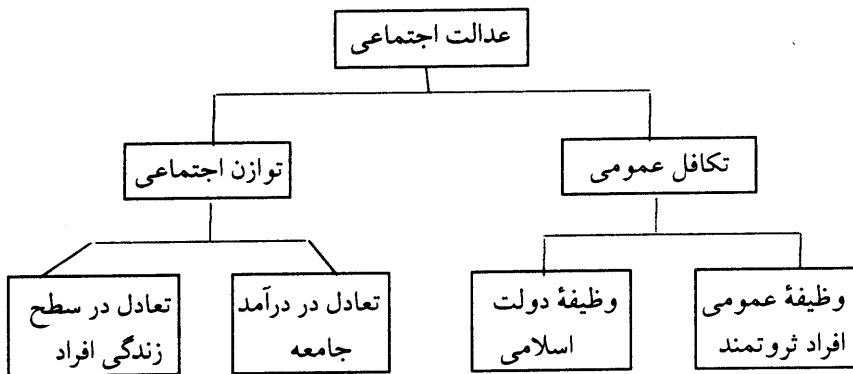 عدالت اجتماعی
تکافل عمومی
توازن اجتماعی
وظیفهٔ عمومی
افراد ثروتمند
وظیفهٔ دولت
اسلامی
تعادل در درآمد
جامعه
تعادل در سطح
زندگی افراد